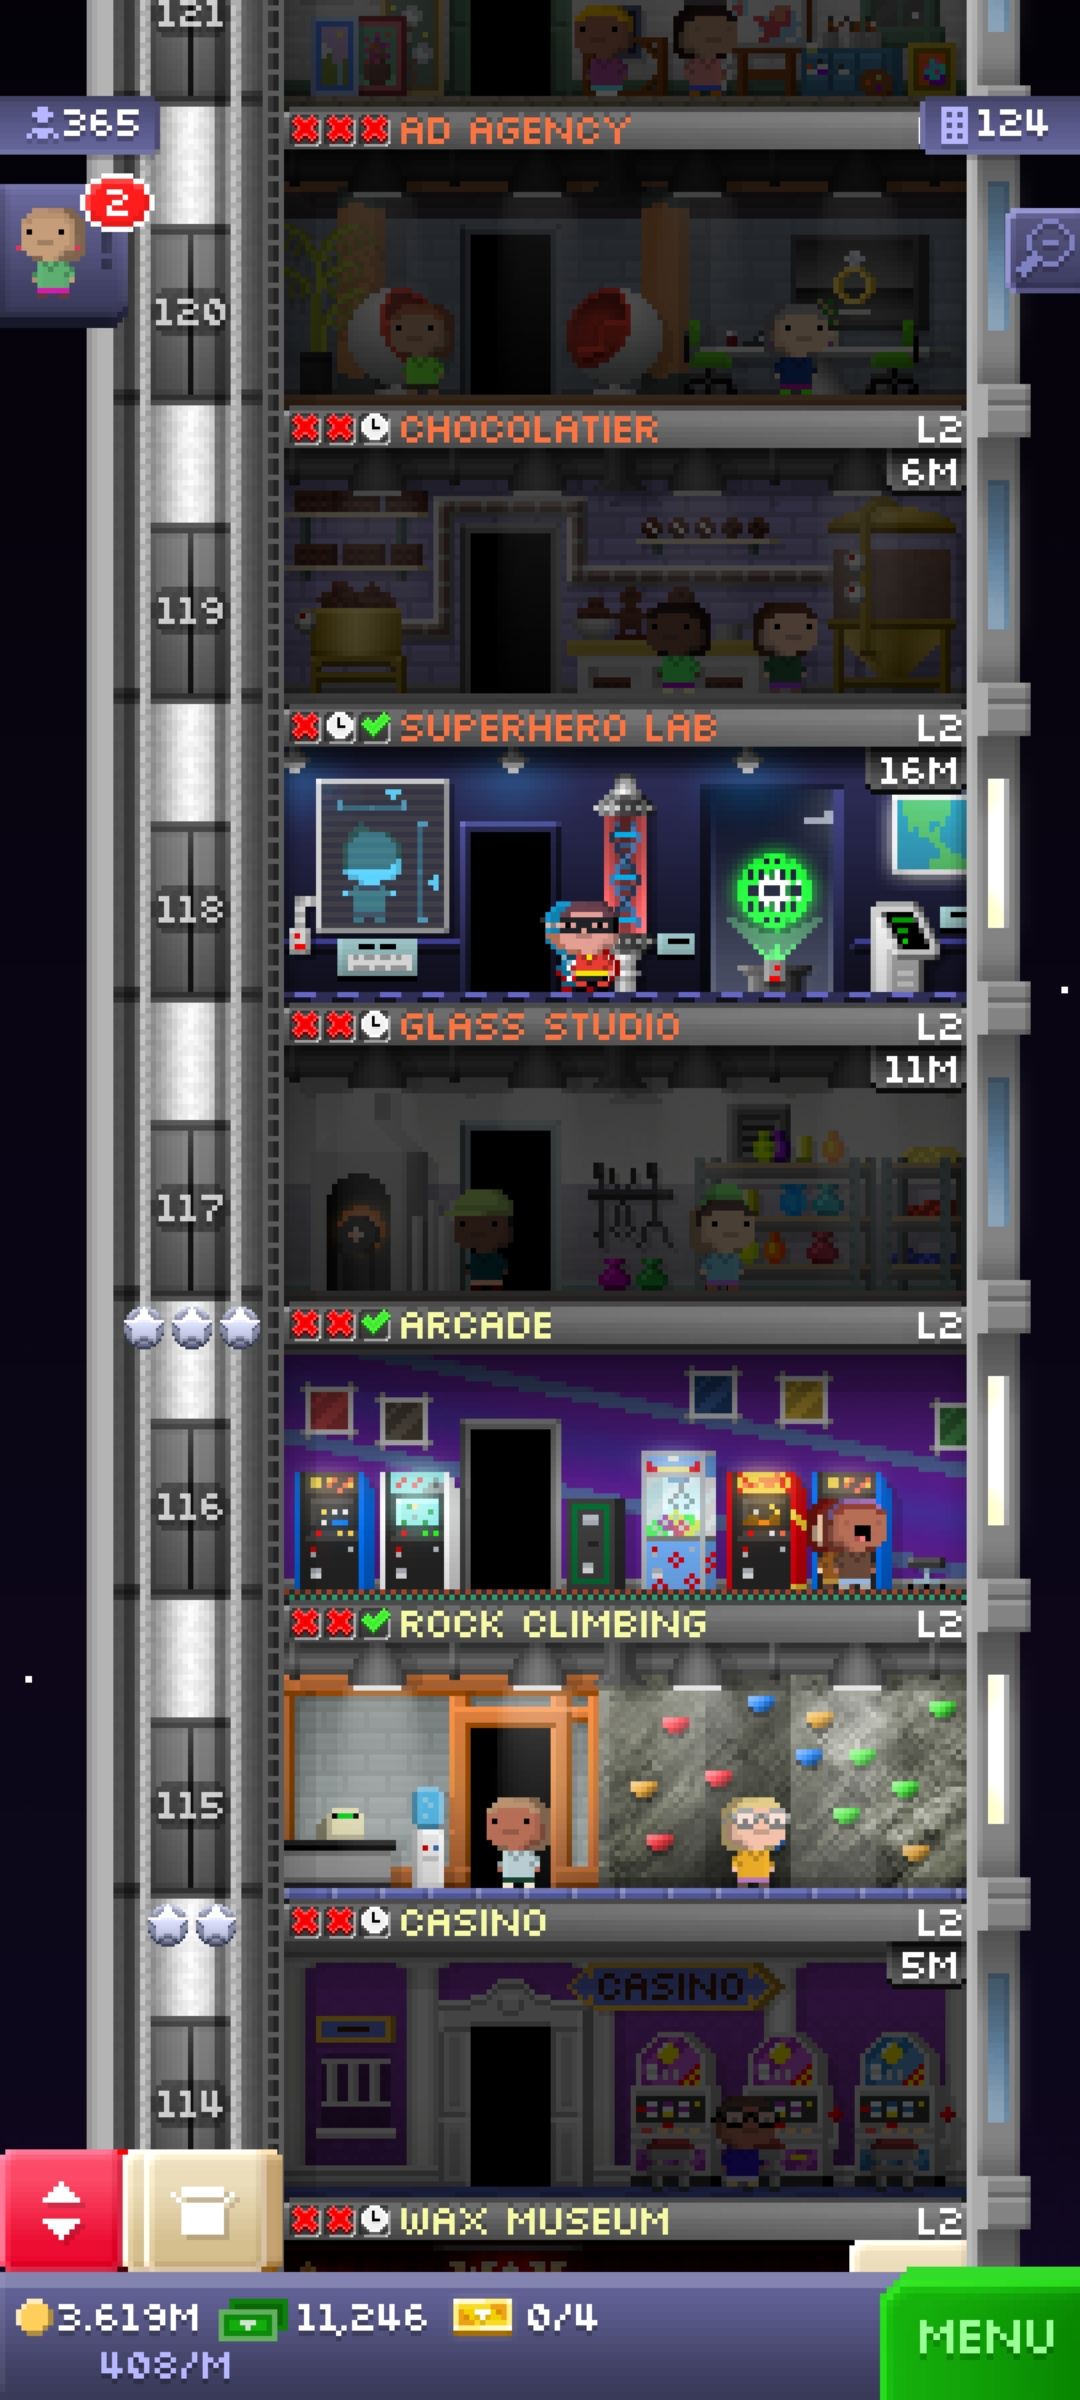 121
365
AD AGENCY
124
2
120
CHOCOLATIER L2
6M
119
SUPERHERO LAB L2
16M
118
GLASS STUDIO L2
11M
117
ARCADE L2
116
ROCK CLIMBING L2
115
CASINO L2
5M
CASINO
114
WAX MUSEUM L2
3.619M 11,246 0/4
408/M
MENU